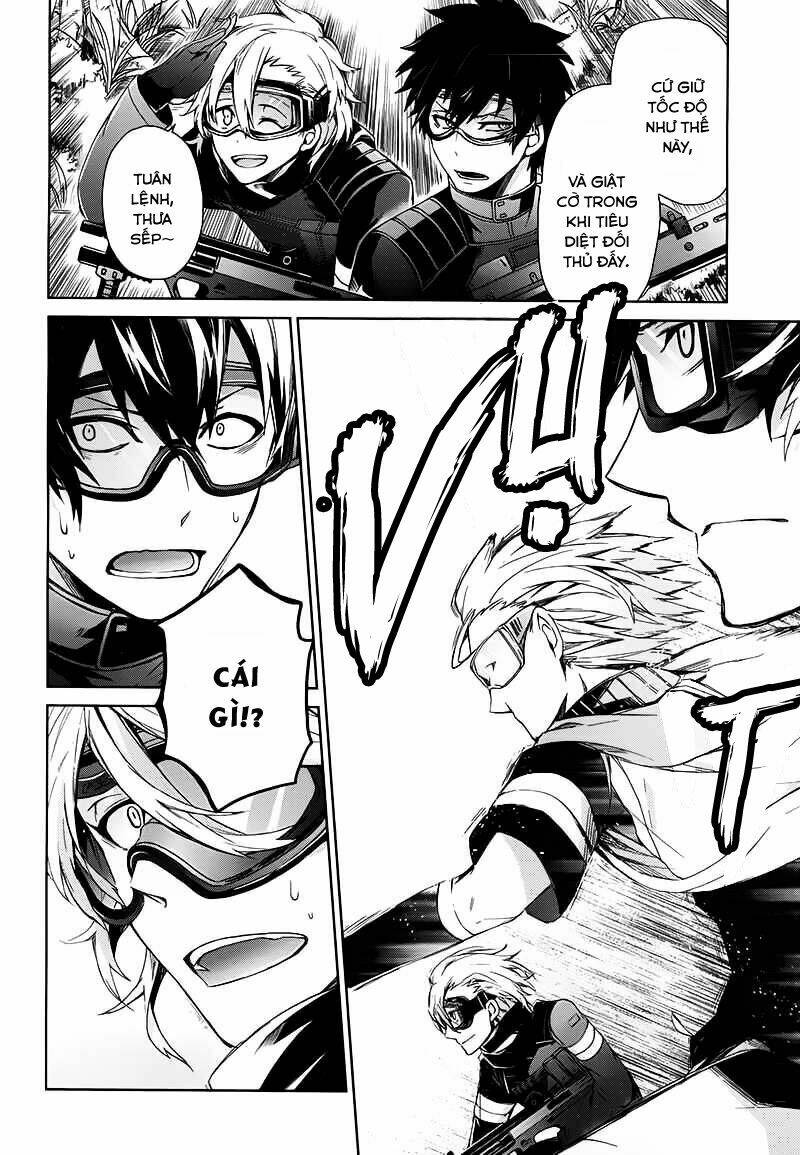 CỨ GIỮ
TỐC ĐỘ
NHƯ THẾ
NÀY,
VÀ GIẬT
CỜ TRONG
KHI TIÊU
DIỆT ĐỐI
THỦ ĐẤY.
TUÂN
LỆNH,
THƯA
SẾP~
VỤT
CÁI
GÌ!?